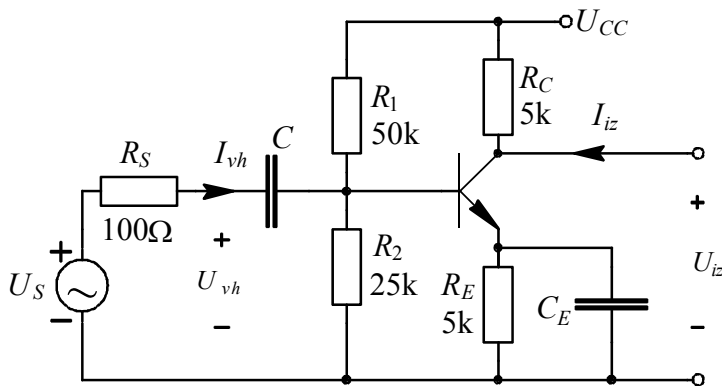 U_CC
R_C
5k
R_1
50k
I_iz
R_S
I_vh
C
100Ω
+
U_vh
−
R_2
25k
+
U_S
−
R_E
5k
C_E
+
U_iz
−